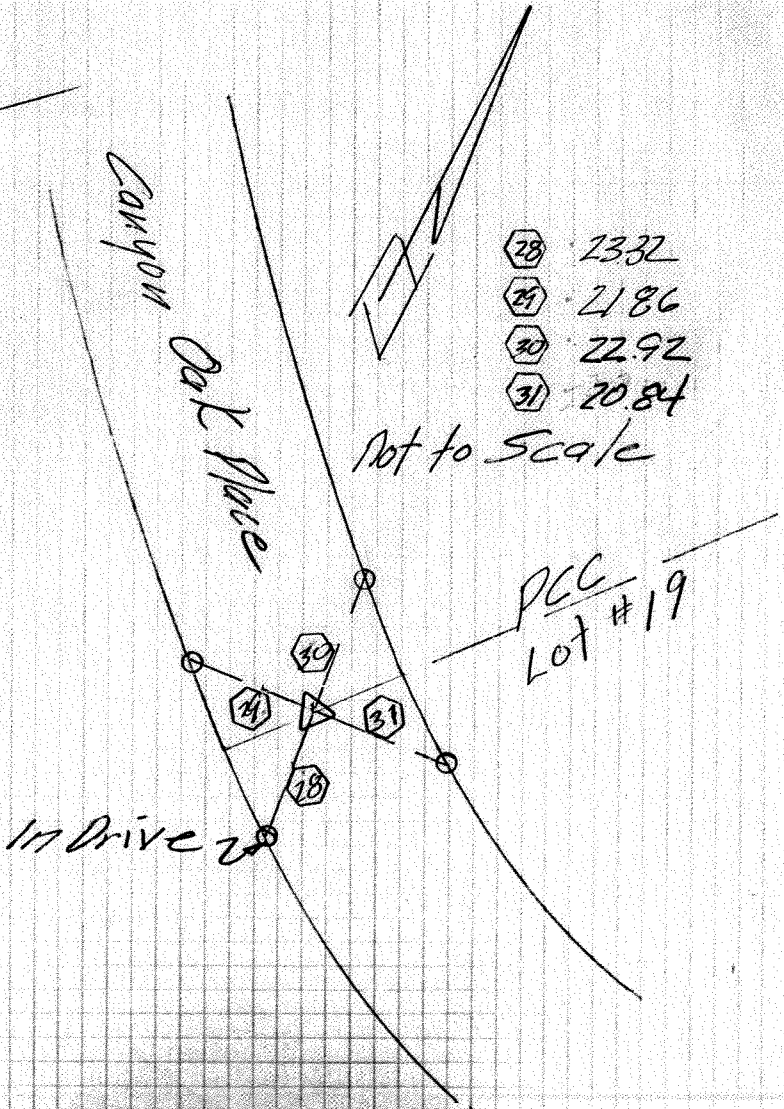 Canyon Oak Place
28 23.32
29 21.86
30 22.92
31 20.84
Not to Scale
PCC
Lot #19
30
29
31
28
In Drive